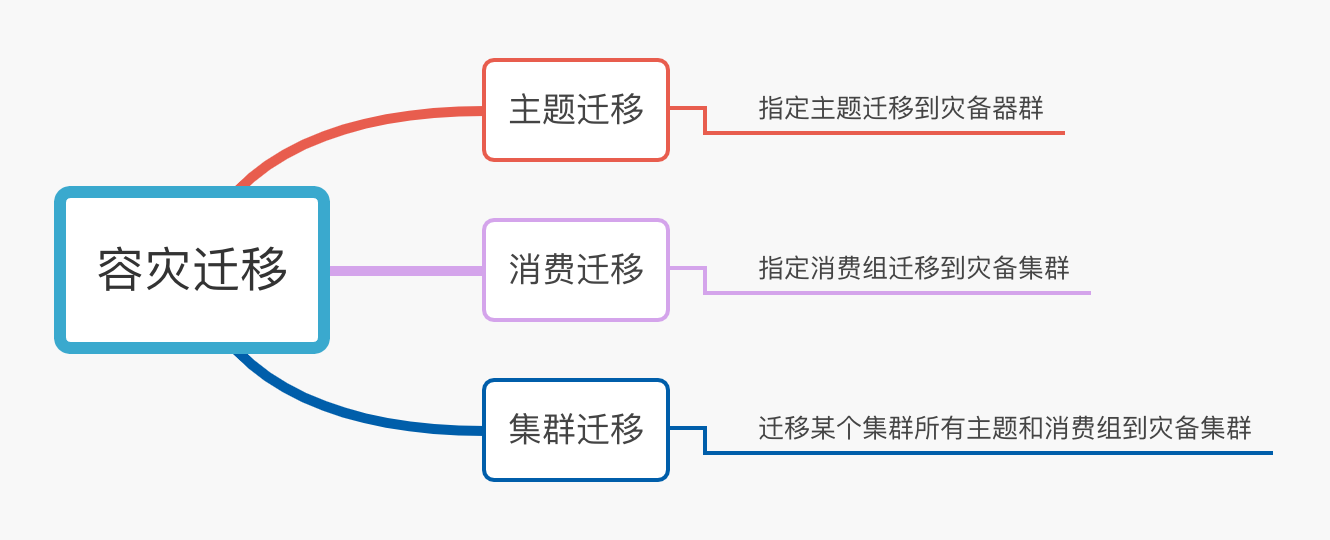 容灾迁移
主题迁移
指定主题迁移到灾备器群
消费迁移
指定消费组迁移到灾备集群
集群迁移
迁移某个集群所有主题和消费组到灾备集群